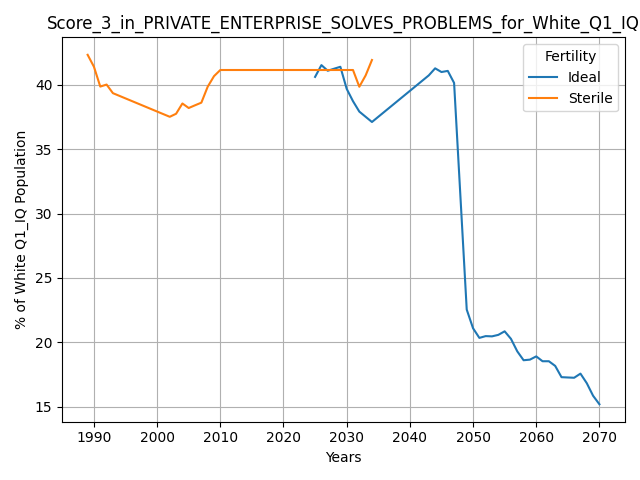 Score_3_in_PRIVATE_ENTERPRISE_SOLVES_PROBLEMS_for_White_Q1_IQ
Fertility
Ideal
Sterile
% of White Q1_IQ Population
40
35
30
25
20
15
1990 2000 2010 2020 2030 2040 2050 2060 2070
Years